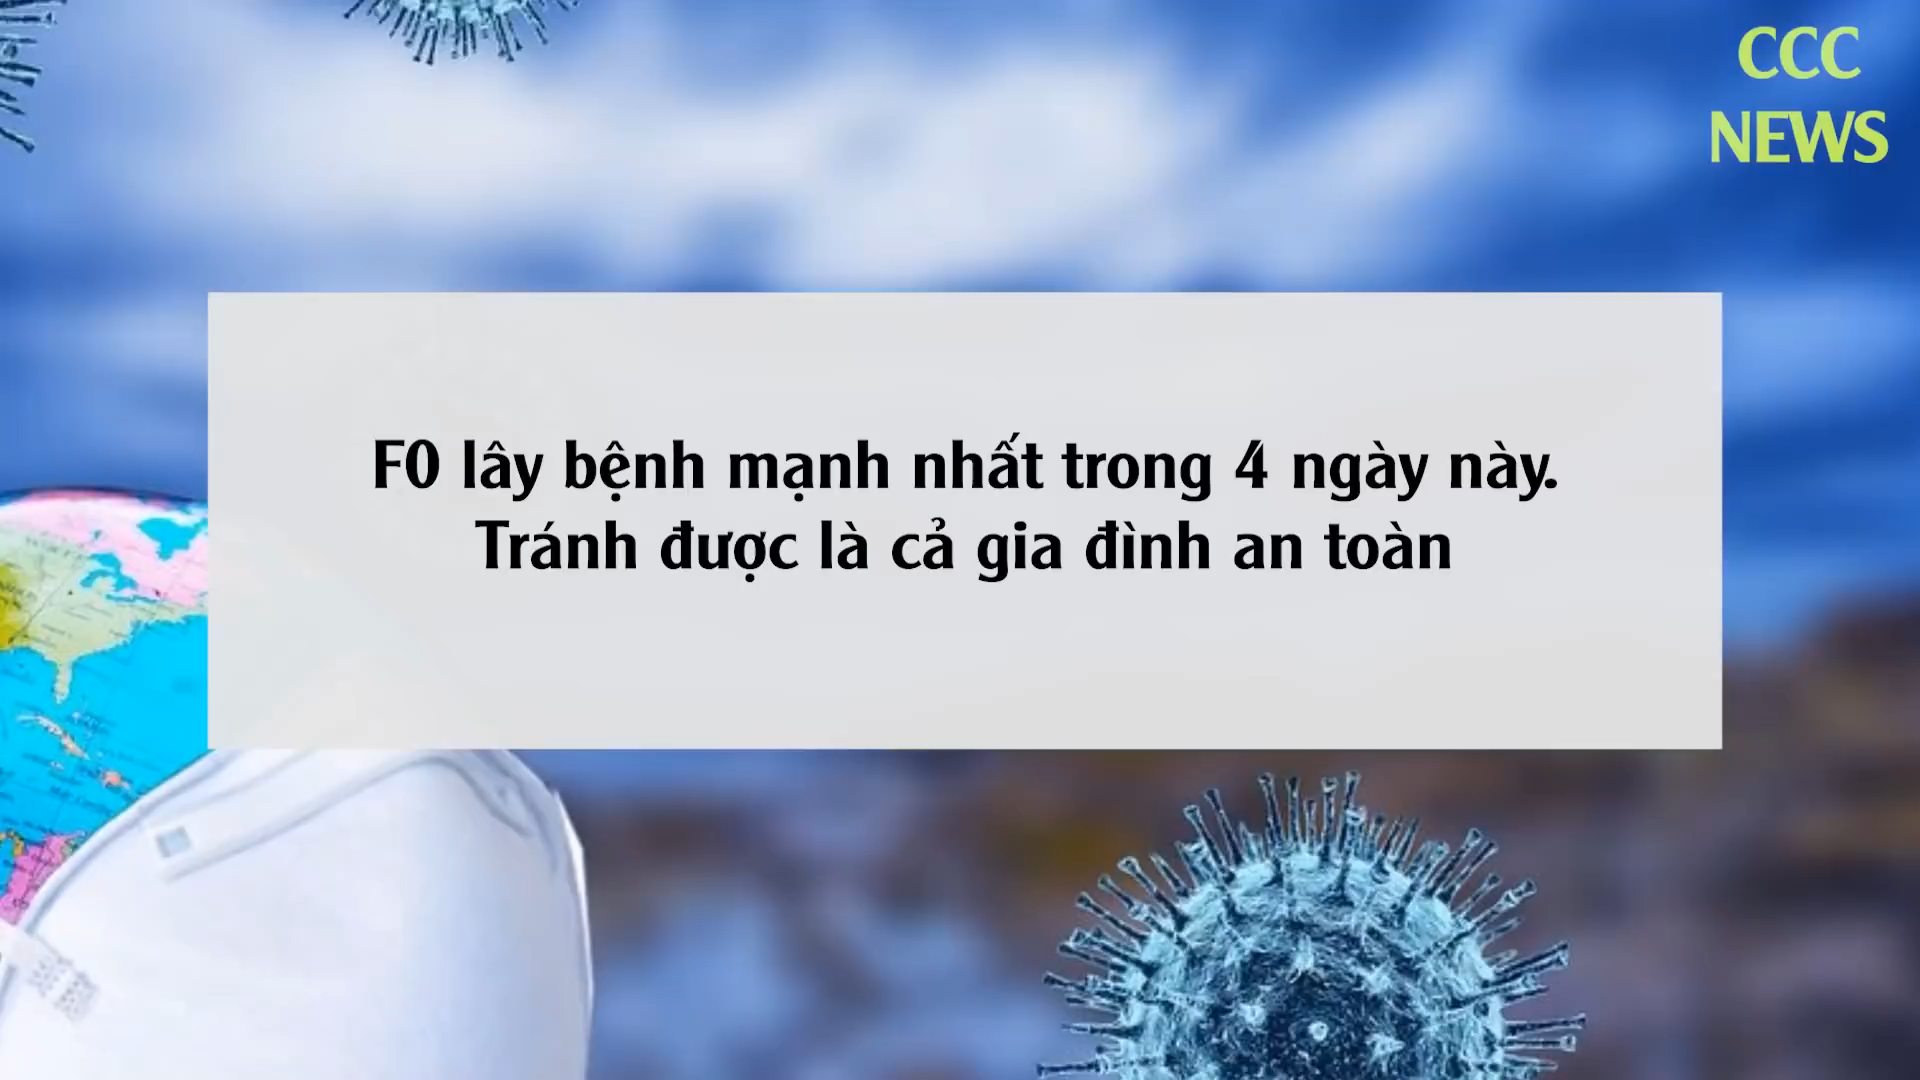 CCC
NEWS
F0 lây bệnh mạnh nhất trong 4 ngày này.
Tránh được là cả gia đình an toàn